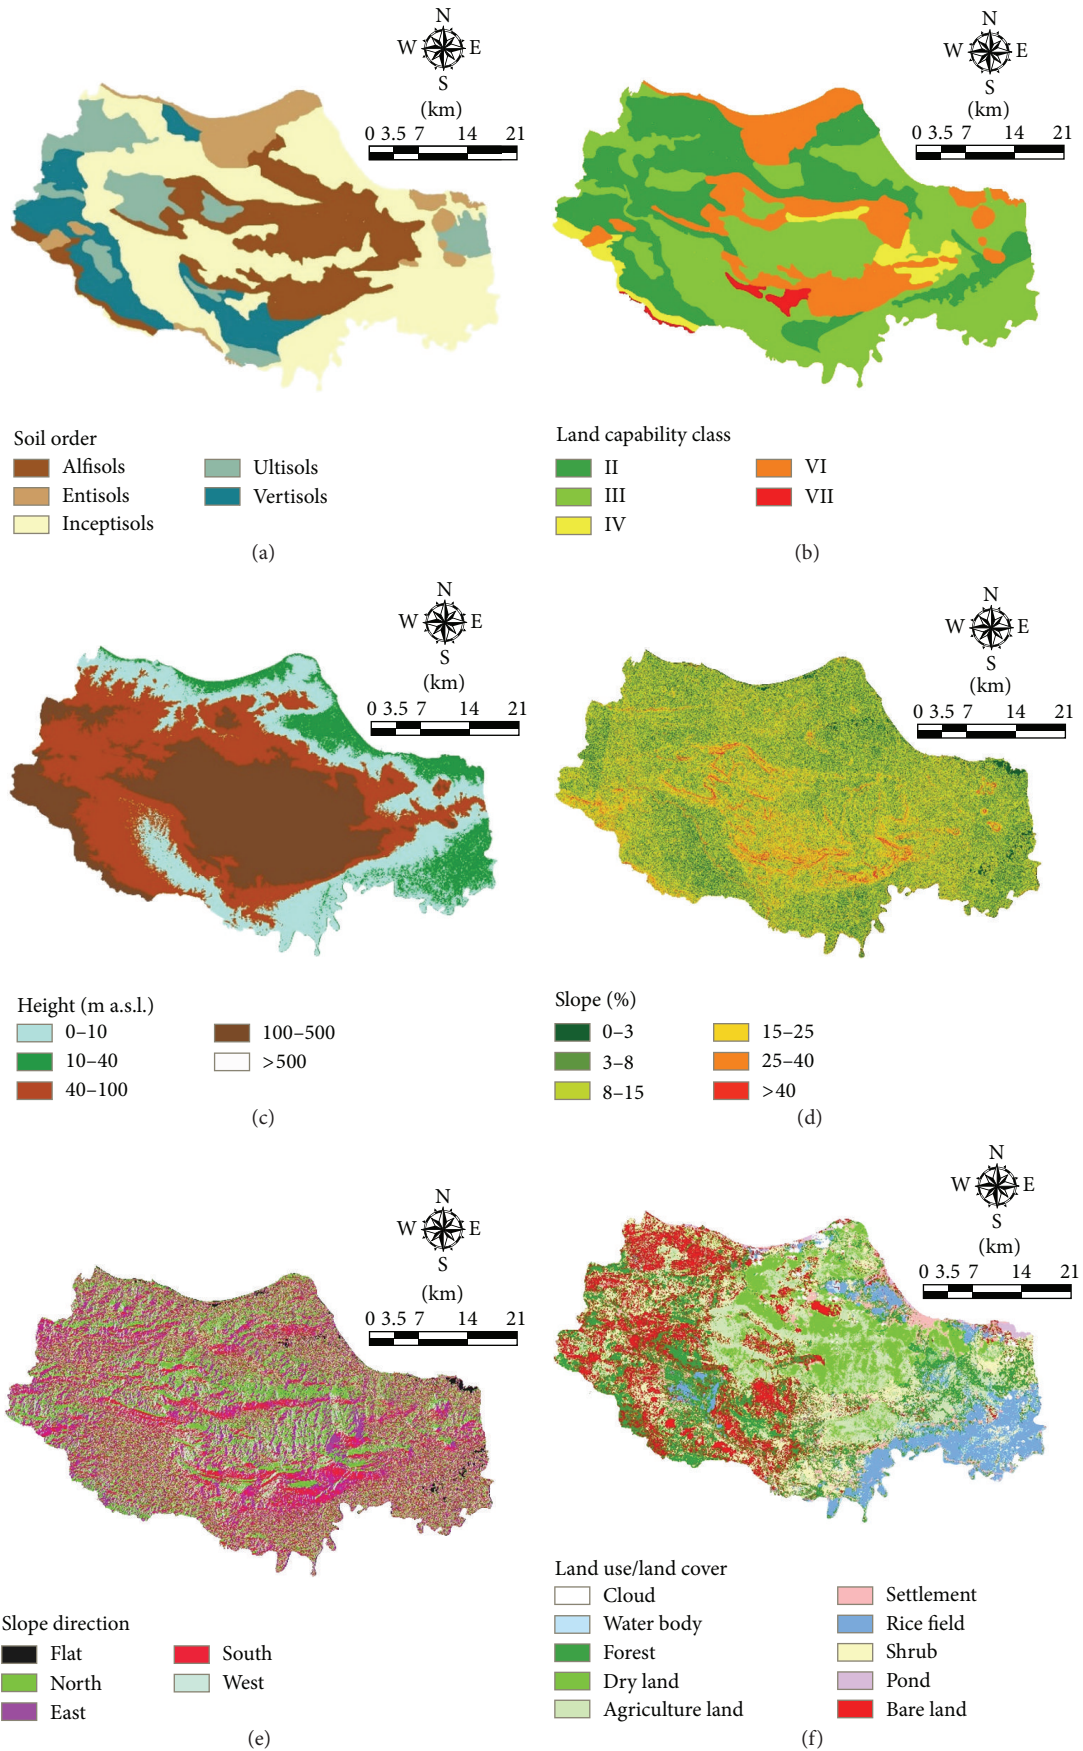 N
W E
S
(km)
0 3.5 7 14 21
Soil order
Alfisols
Entisols
Inceptisols
Ultisols
Vertisols
(a)
N
W E
S
(km)
0 3.5 7 14 21
Land capability class
II
III
IV
VI
VII
(b)
N
W E
S
(km)
0 3.5 7 14 21
Height (m a.s.l.)
0–10
10–40
40–100
100–500
>500
(c)
N
W E
S
(km)
0 3.5 7 14 21
Slope (%)
0–3
3–8
8–15
15–25
25–40
>40
(d)
N
W E
S
(km)
0 3.5 7 14 21
Slope direction
Flat
North
East
South
West
(e)
N
W E
S
(km)
0 3.5 7 14 21
Land use/land cover
Cloud
Water body
Forest
Dry land
Agriculture land
Settlement
Rice field
Shrub
Pond
Bare land
(f)